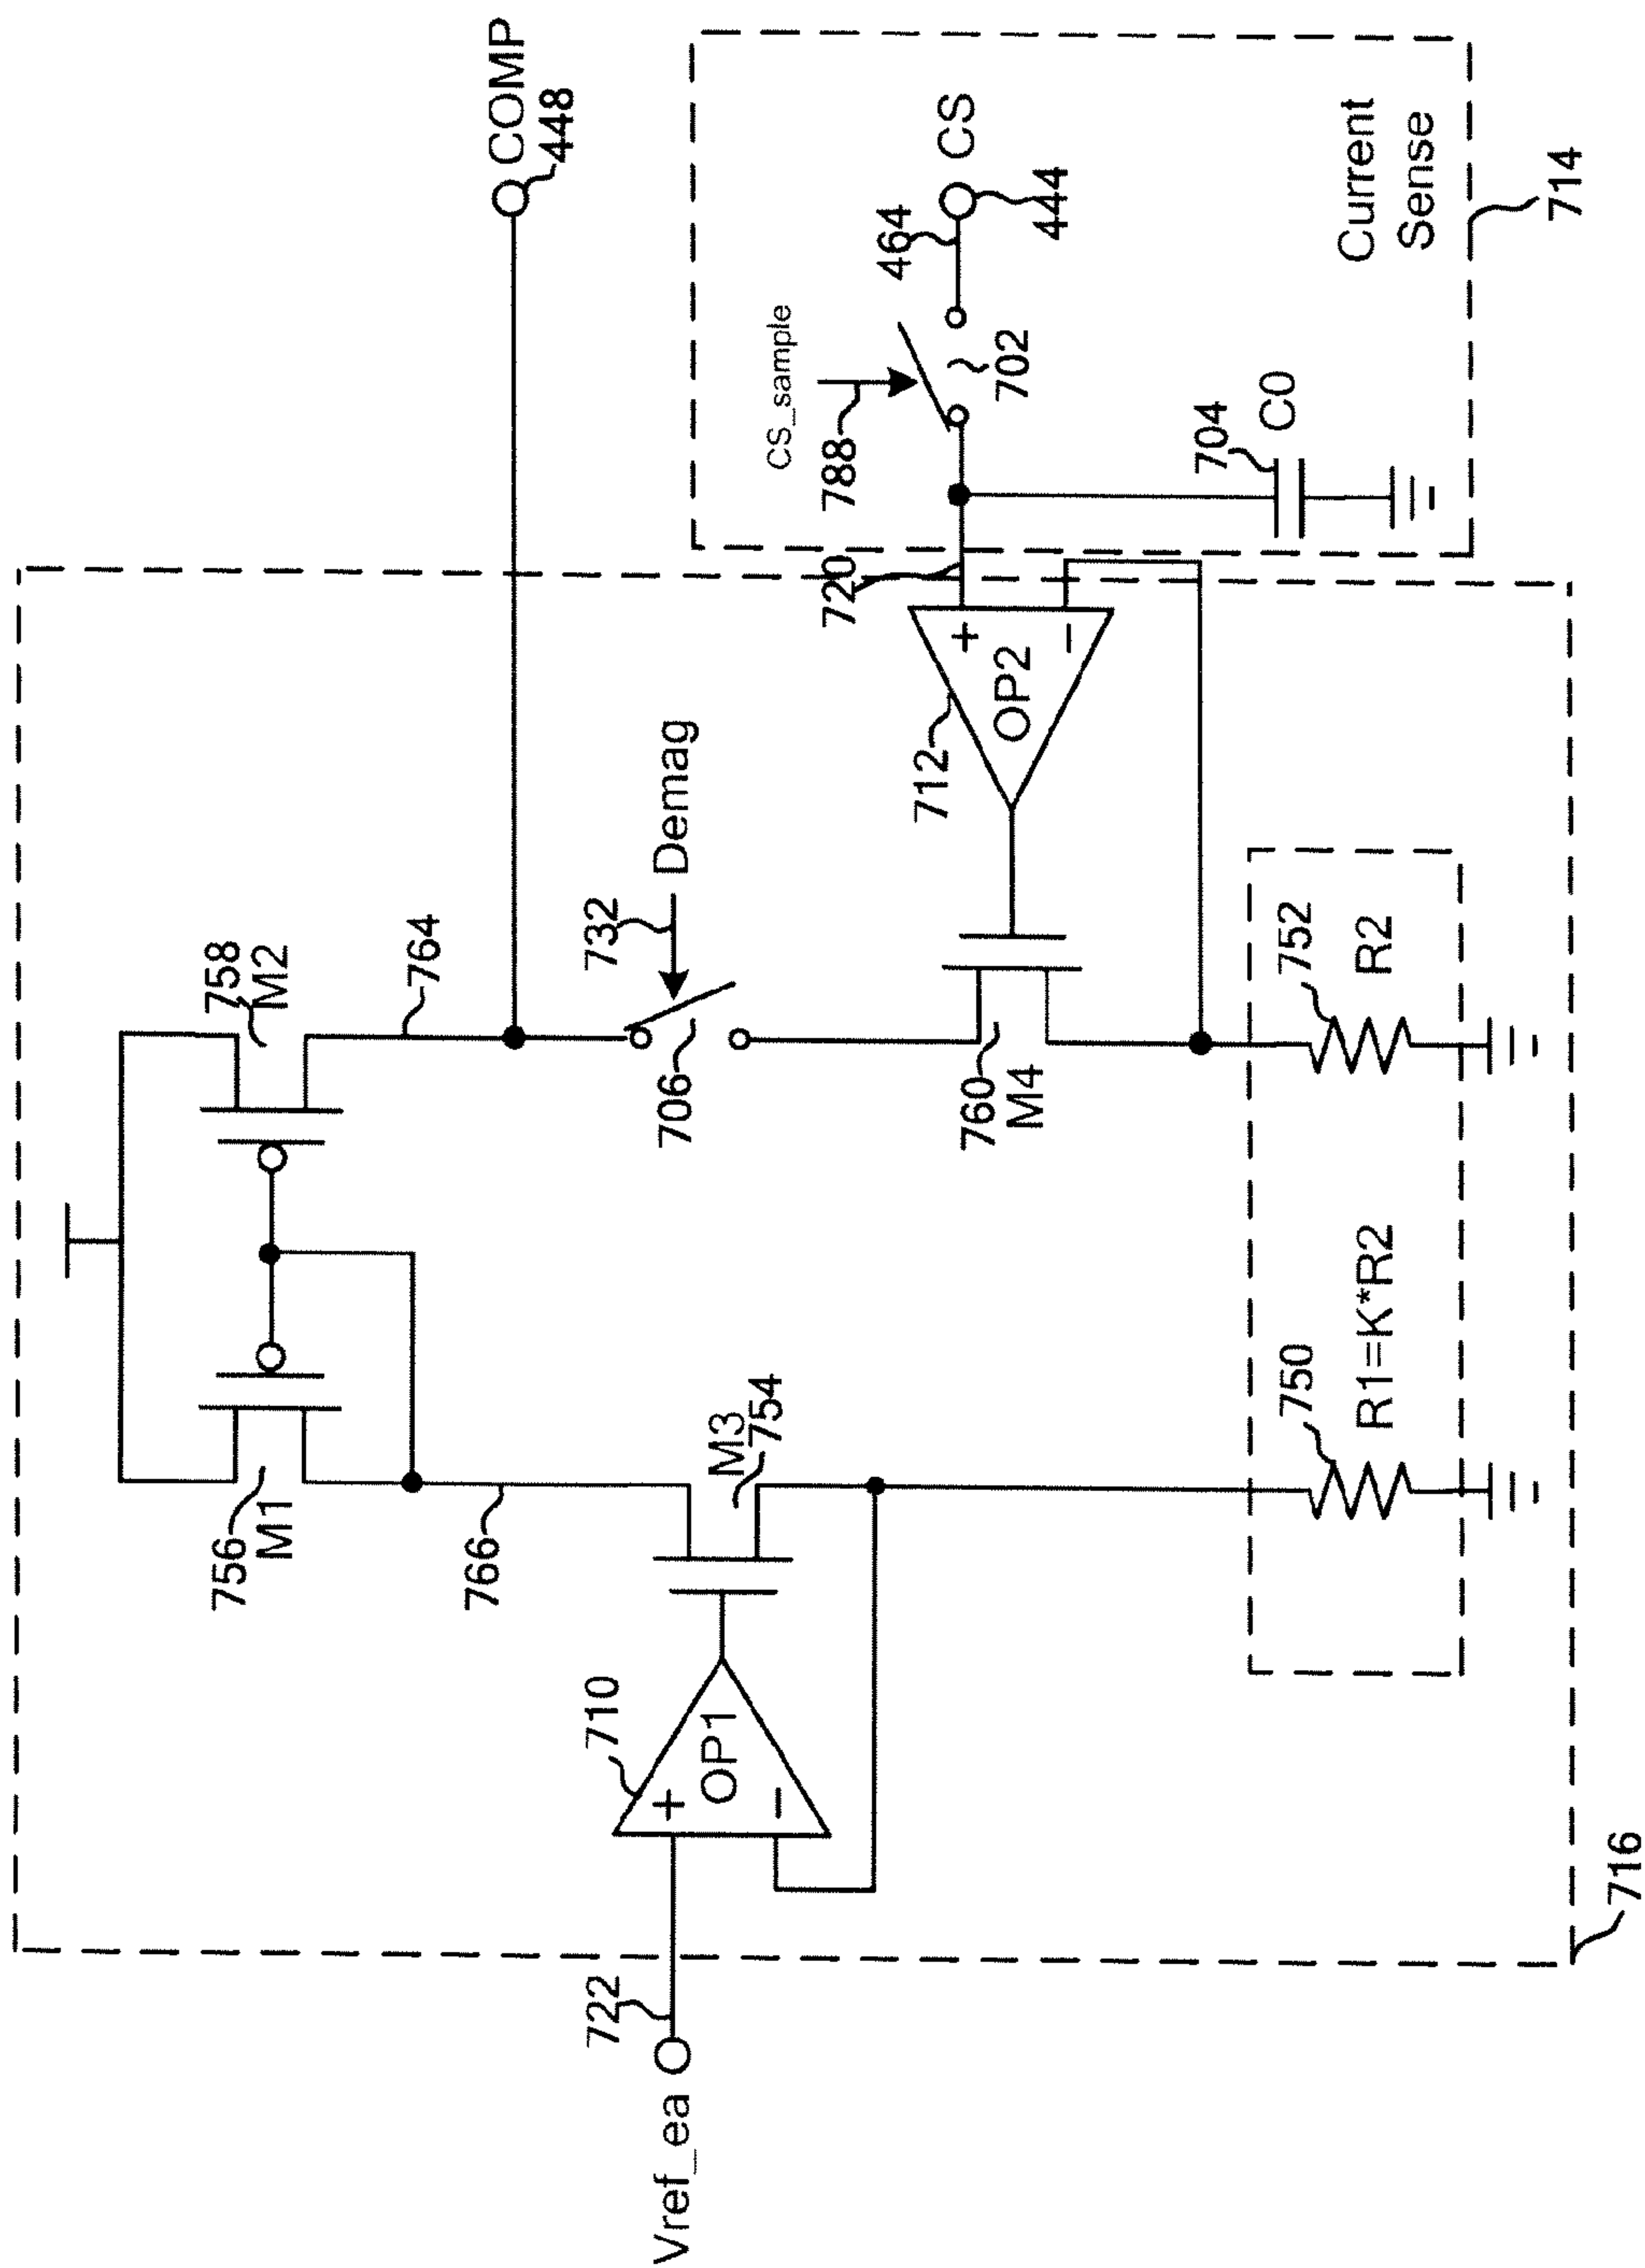 COMP
448
758
M2
764
756
M1
766
732
Demag
706
CS_sample
788
464
CS
444
702
720
704
C0
Current
Sense
714
+
−
OP2
712
760
M4
752
R2
M3
754
710
+
OP1
−
722
Vref_ea
750
R1=K*R2
716